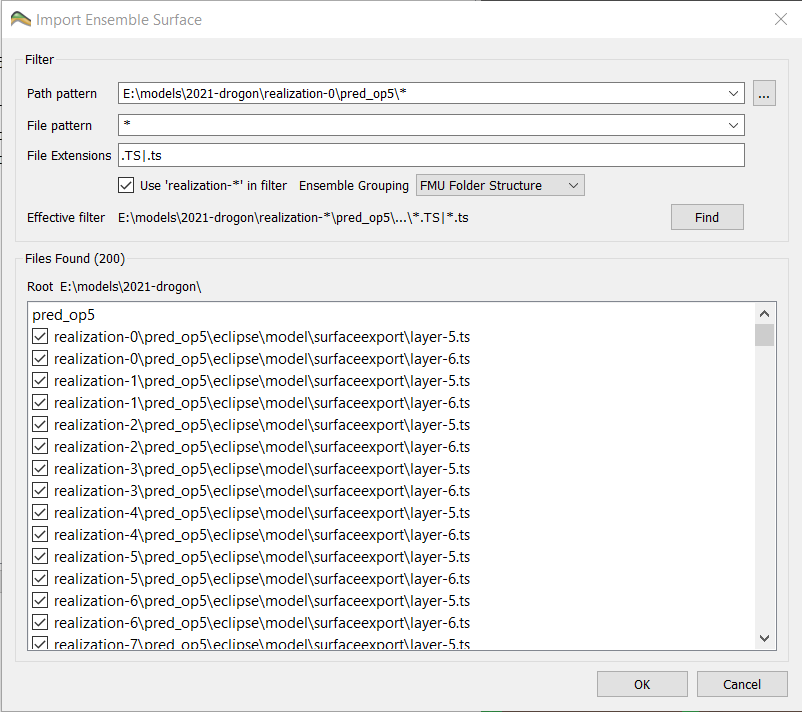 Import Ensemble Surface
Filter
Path pattern E:\models\2021-drogon\realization-0\pred_op5\* ...
File pattern *
File Extensions .TS|.ts
Use 'realization-*' in filter Ensemble Grouping FMU Folder Structure
Effective filter E:\models\2021-drogon\realization-*\pred_op5\...\*.TS|*.ts Find
Files Found (200)
Root E:\models\2021-drogon\
pred_op5
realization-0\pred_op5\eclipse\model\surfaceexport\layer-5.ts
realization-0\pred_op5\eclipse\model\surfaceexport\layer-6.ts
realization-1\pred_op5\eclipse\model\surfaceexport\layer-5.ts
realization-1\pred_op5\eclipse\model\surfaceexport\layer-6.ts
realization-2\pred_op5\eclipse\model\surfaceexport\layer-5.ts
realization-2\pred_op5\eclipse\model\surfaceexport\layer-6.ts
realization-3\pred_op5\eclipse\model\surfaceexport\layer-5.ts
realization-3\pred_op5\eclipse\model\surfaceexport\layer-6.ts
realization-4\pred_op5\eclipse\model\surfaceexport\layer-5.ts
realization-4\pred_op5\eclipse\model\surfaceexport\layer-6.ts
realization-5\pred_op5\eclipse\model\surfaceexport\layer-5.ts
realization-5\pred_op5\eclipse\model\surfaceexport\layer-6.ts
realization-6\pred_op5\eclipse\model\surfaceexport\layer-5.ts
realization-6\pred_op5\eclipse\model\surfaceexport\layer-6.ts
realization-7\pred_op5\eclipse\model\surfaceexport\layer-5.ts
OK Cancel